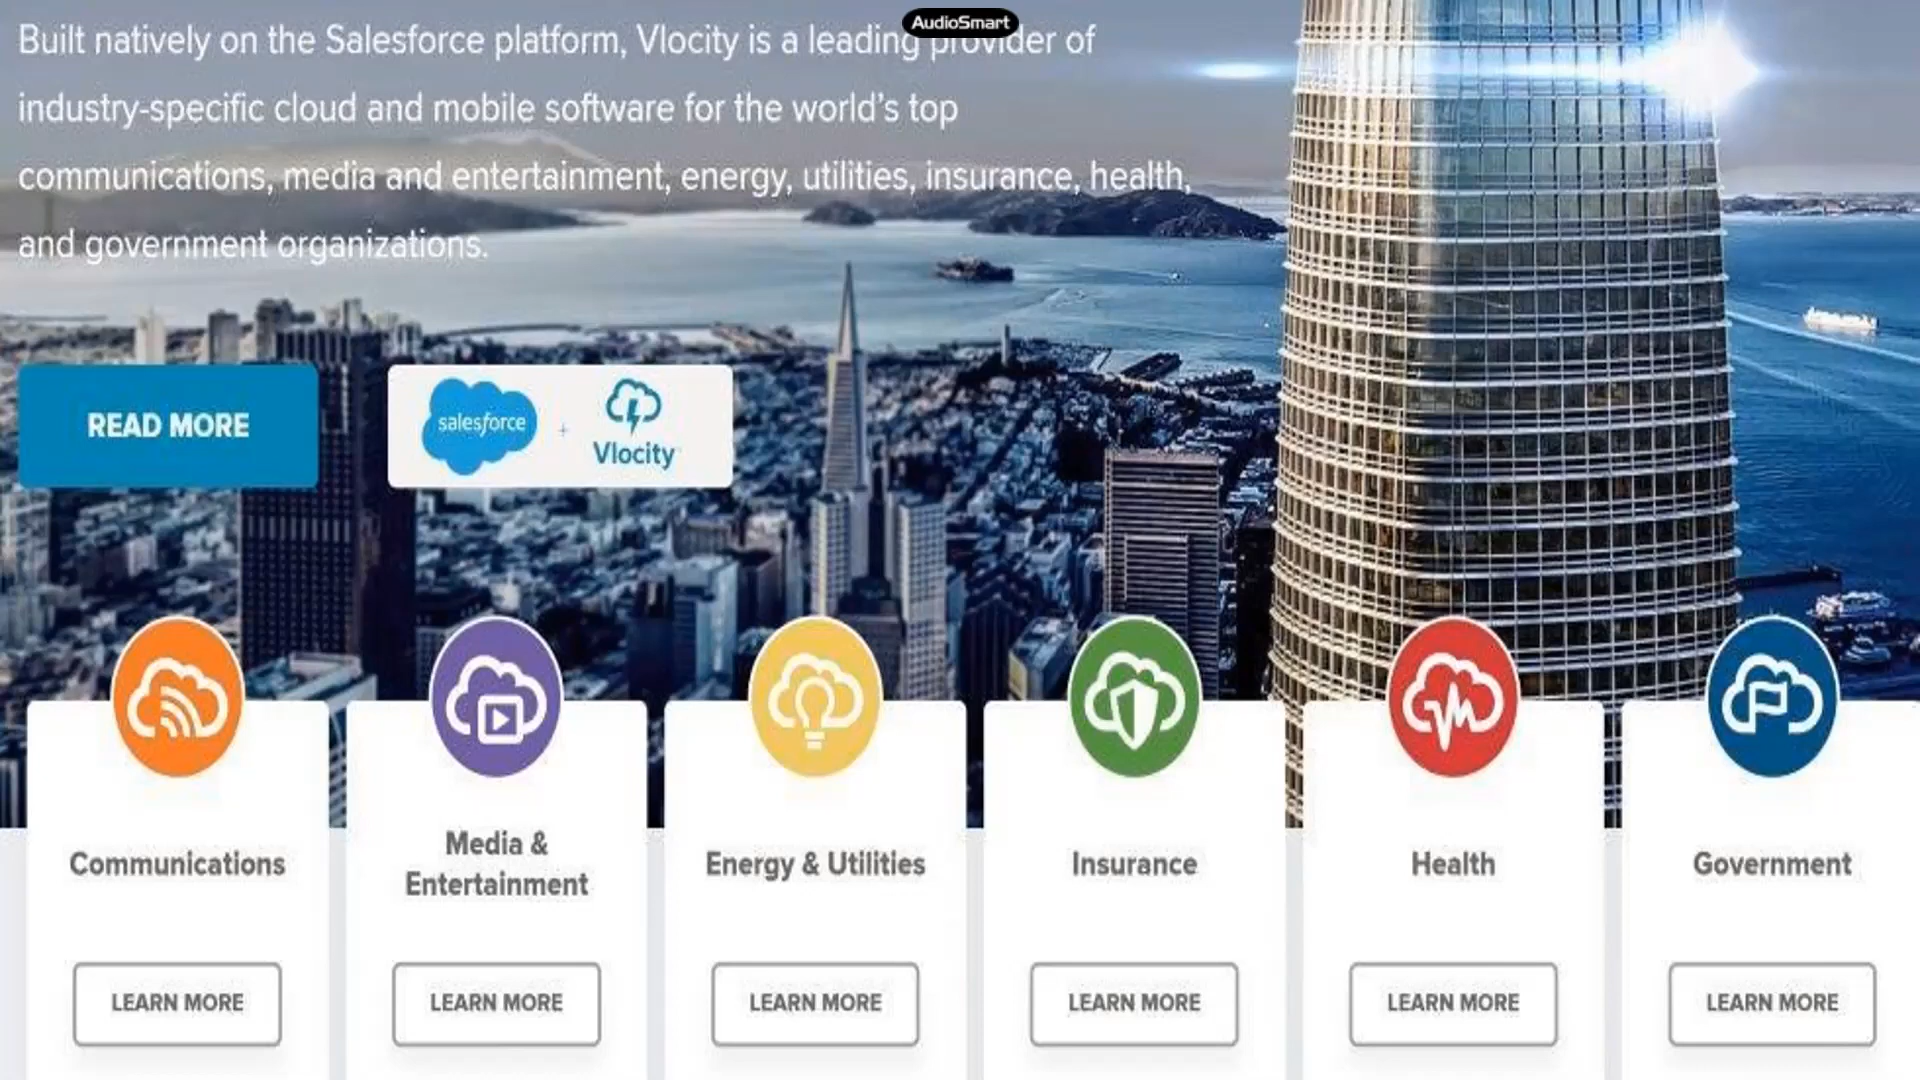 AudioSmart
Built natively on the Salesforce platform, Vlocity is a leading provider of
industry-specific cloud and mobile software for the world's top
communications, media and entertainment, energy, utilities, insurance, health,
and government organizations.
READ MORE
salesforce
+
Vlocity
Communications
Media &
Entertainment
Energy & Utilities
Insurance
Health
Government
LEARN MORE
LEARN MORE
LEARN MORE
LEARN MORE
LEARN MORE
LEARN MORE